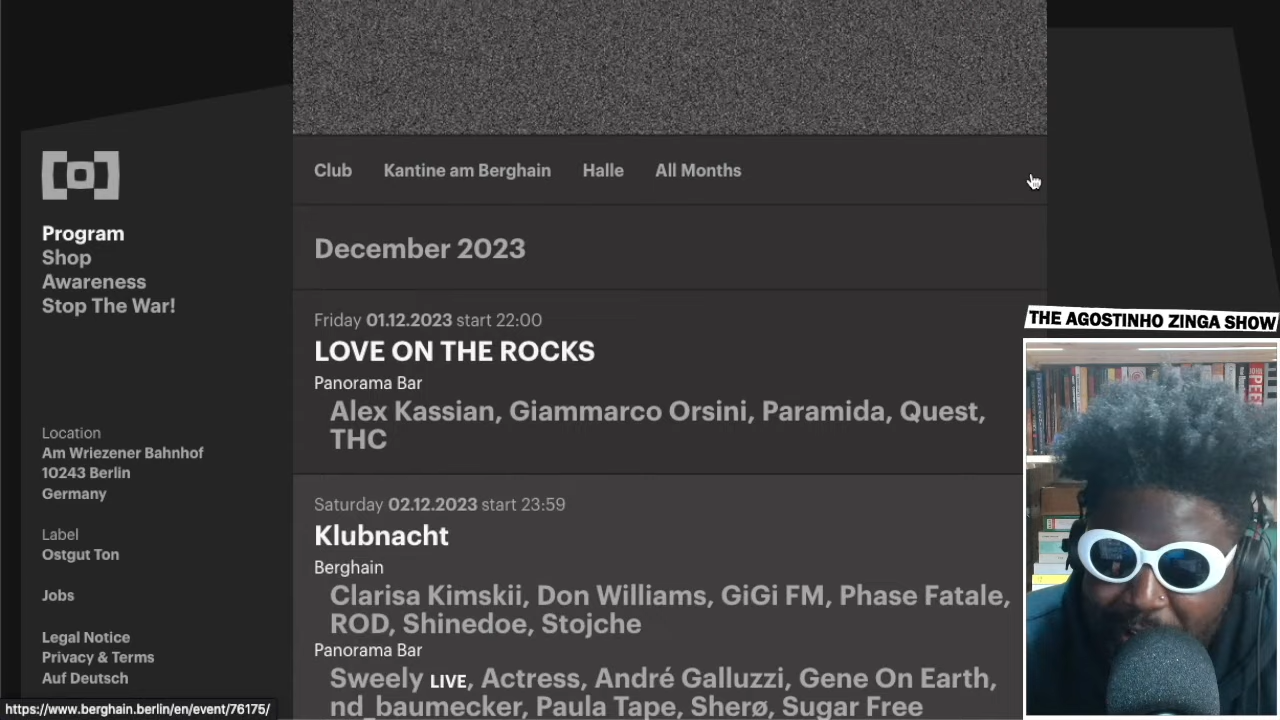 Club Kantine am Berghain Halle All Months
Program
Shop
Awareness
Stop The War!
December 2023
Friday 01.12.2023 start 22:00
LOVE ON THE ROCKS
Panorama Bar
Alex Kassian, Giammarco Orsini, Paramida, Quest,
THC
Location
Am Wriezener Bahnhof
10243 Berlin
Germany
Label
Ostgut Ton
Jobs
Legal Notice
Privacy & Terms
Auf Deutsch
Saturday 02.12.2023 start 23:59
Klubnacht
Berghain
Clarisa Kimskii, Don Williams, GiGi FM, Phase Fatale,
ROD, Shinedoe, Stojche
Panorama Bar
Sweely LIVE, Actress, André Galluzzi, Gene On Earth,
nd_baumecker, Paula Tape, Sherø, Sugar Free
https://www.berghain.berlin/en/event/76175/
THE AGOSTINHO ZINGA SHOW